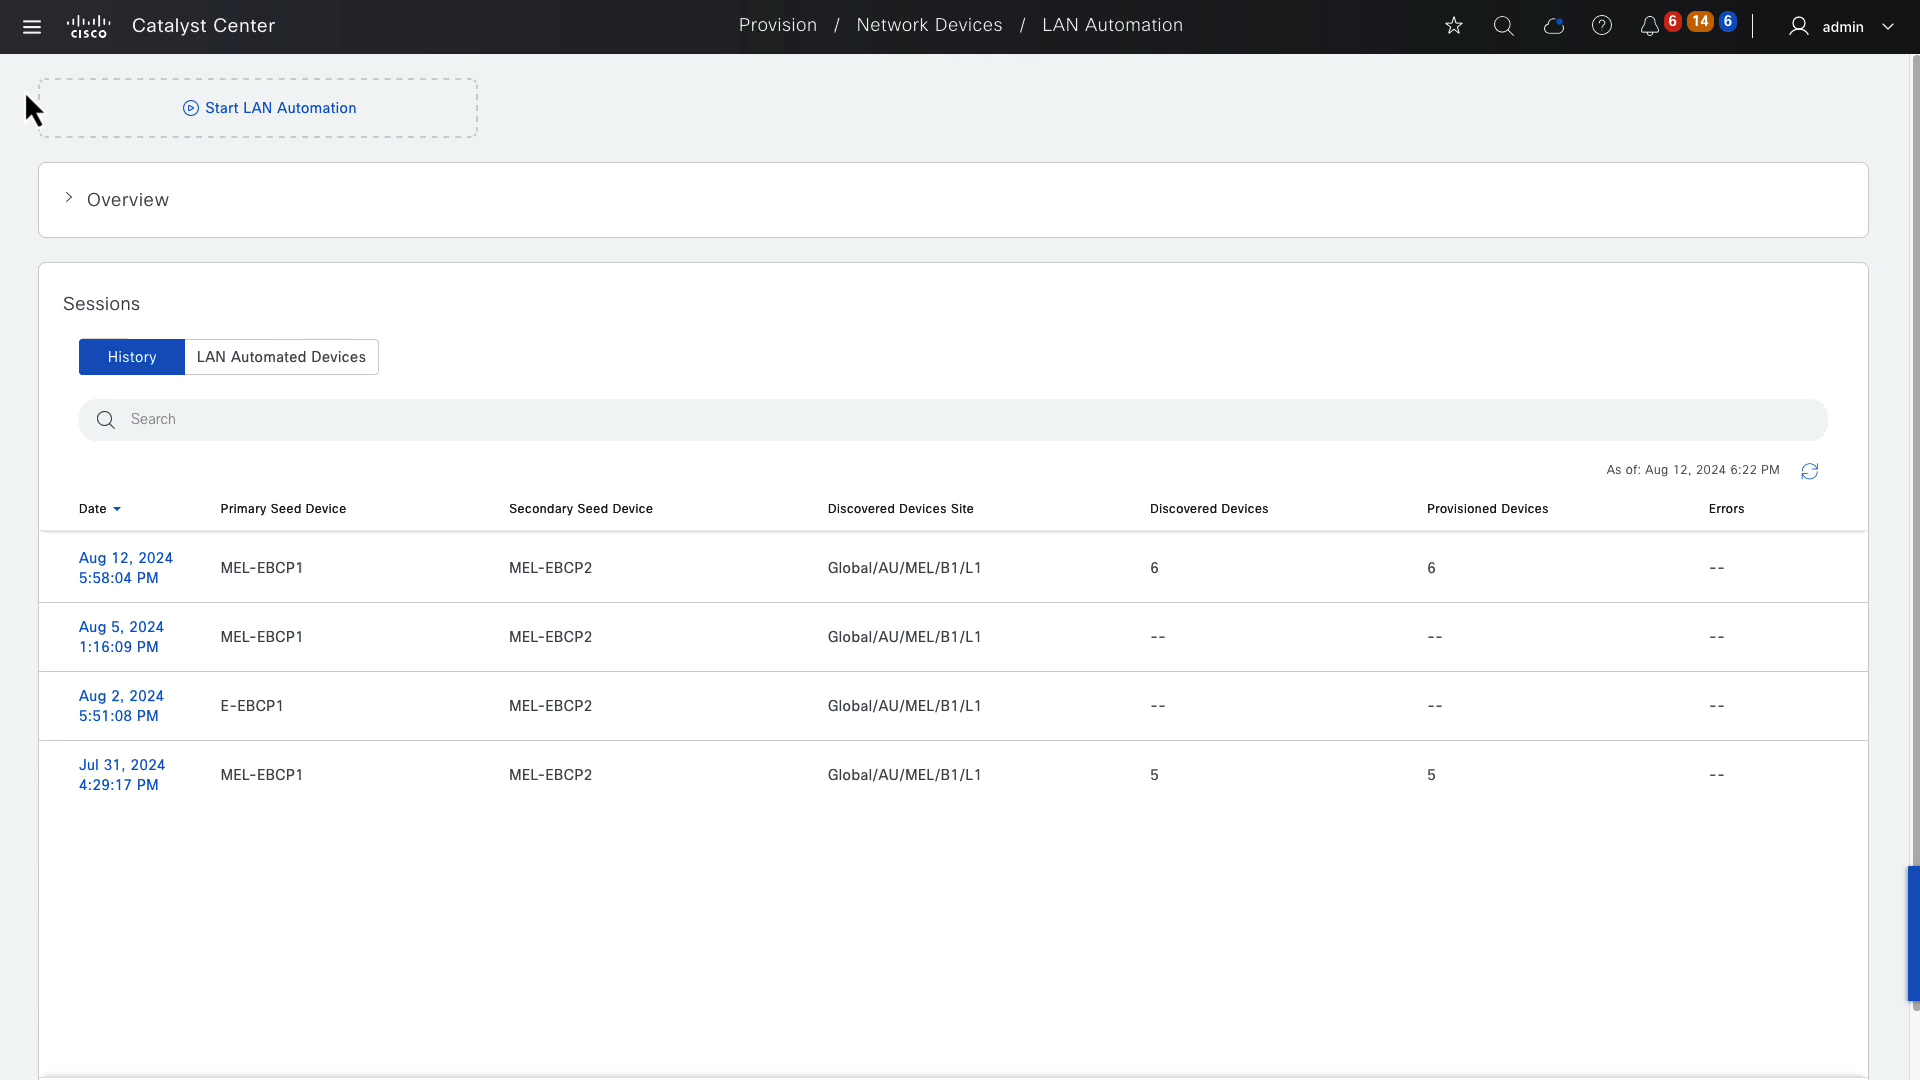 CISCO Catalyst Center
Provision / Network Devices / LAN Automation
6 14 6
admin
Start LAN Automation
Overview
Sessions
History LAN Automated Devices
Search
As of: Aug 12, 2024 6:22 PM
Date Primary Seed Device Secondary Seed Device Discovered Devices Site Discovered Devices Provisioned Devices Errors
Aug 12, 2024
5:58:04 PM
MEL-EBCP1 MEL-EBCP2 Global/AU/MEL/B1/L1 6 6 --
Aug 5, 2024
1:16:09 PM
MEL-EBCP1 MEL-EBCP2 Global/AU/MEL/B1/L1 -- -- --
Aug 2, 2024
5:51:08 PM
E-EBCP1 MEL-EBCP2 Global/AU/MEL/B1/L1 -- -- --
Jul 31, 2024
4:29:17 PM
MEL-EBCP1 MEL-EBCP2 Global/AU/MEL/B1/L1 5 5 --